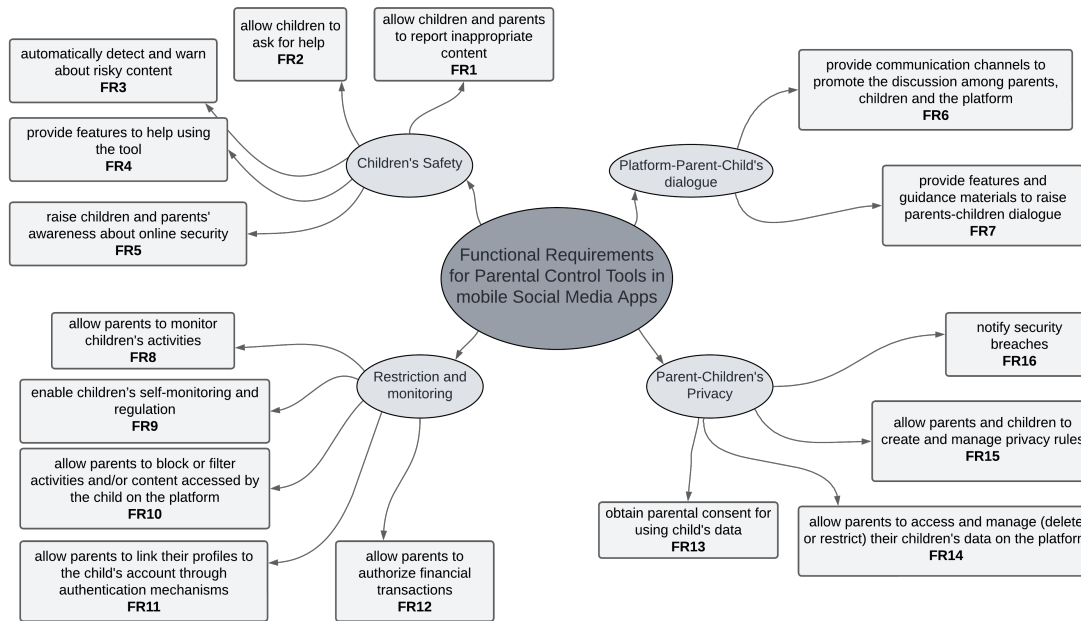 allow children to
ask for help
FR2
allow children and parents
to report inappropriate
content
FR1
automatically detect and warn
about risky content
FR3
provide features to help using
the tool
FR4
raise children and parents'
awareness about online security
FR5
Children's Safety
provide communication channels to
promote the discussion among parents,
children and the platform
FR6
Platform-Parent-Child's
dialogue
provide features and
guidance materials to raise
parents-children dialogue
FR7
Functional Requirements
for Parental Control Tools in
mobile Social Media Apps
allow parents to monitor
children's activities
FR8
Restriction and
monitoring
enable children's self-monitoring and
regulation
FR9
allow parents to block or filter
activities and/or content accessed by
the child on the platform
FR10
allow parents to link their profiles to
the child's account through
authentication mechanisms
FR11
allow parents to
authorize financial
transactions
FR12
Parent-Children's
Privacy
notify security
breaches
FR16
allow parents and children to
create and manage privacy rules
FR15
obtain parental consent for
using child's data
FR13
allow parents to access and manage (delete
or restrict) their children's data on the platform
FR14